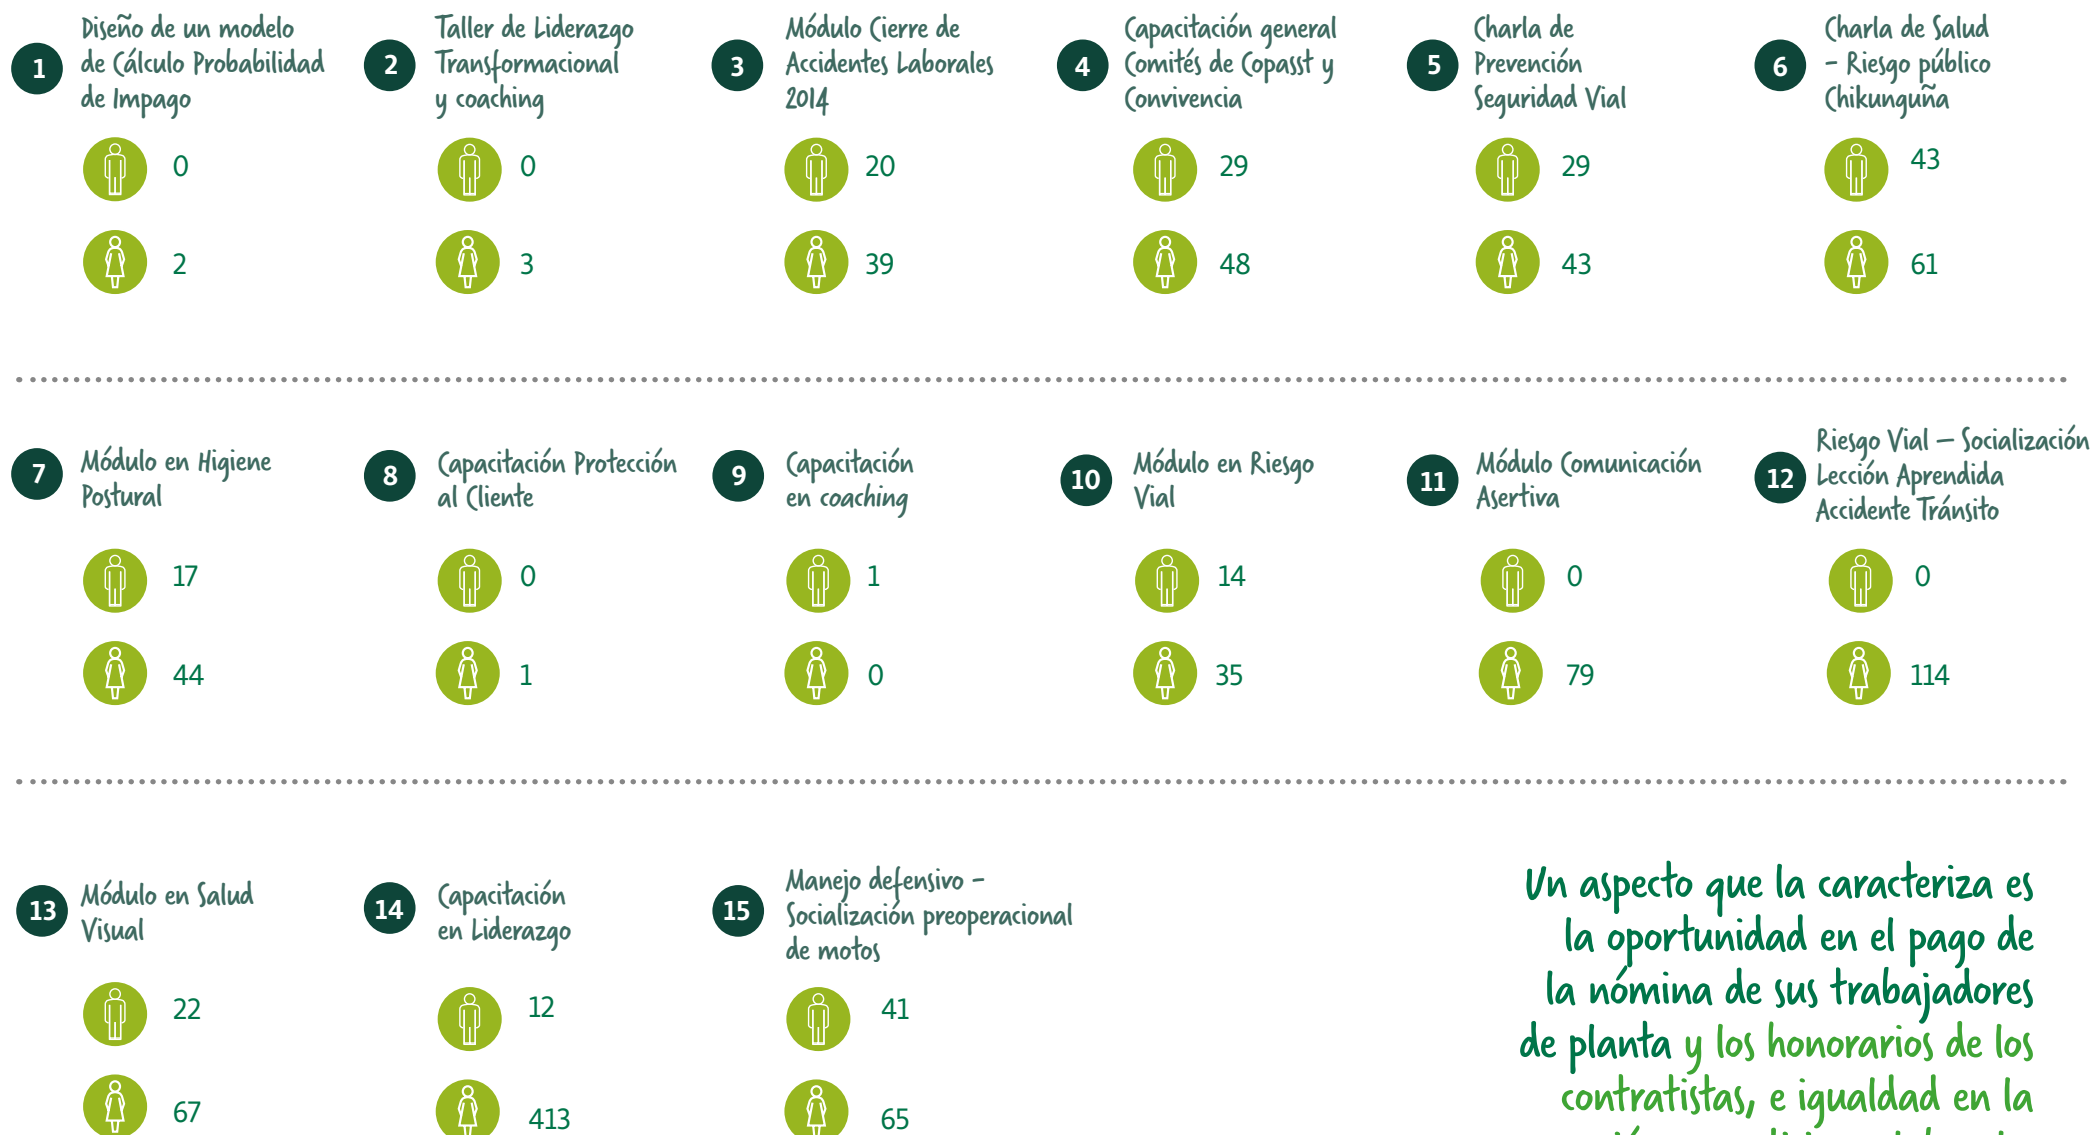 1
Diseño de un modelo
de Cálculo Probabilidad
de Impago
0
2
2
Taller de Liderazgo
Transformacional
y coaching
0
3
3
Módulo Cierre de
Accidentes Laborales
2014
20
39
4
Capacitación general
Comités de Copasst y
Convivencia
29
48
5
Charla de
Prevención
Seguridad Vial
29
43
6
Charla de Salud
- Riesgo público
Chikunguña
43
61
7
Módulo en Higiene
Postural
17
44
8
Capacitación Protección
al Cliente
0
1
9
Capacitación
en coaching
1
0
10
Módulo en Riesgo
Vial
14
35
11
Módulo Comunicación
Asertiva
0
79
12
Riesgo Vial – Socialización
Lección Aprendida
Accidente Tránsito
0
114
13
Módulo en Salud
Visual
22
67
14
Capacitación
en Liderazgo
12
413
15
Manejo defensivo -
Socialización preoperacional
de motos
41
65
Un aspecto que la caracteriza es
la oportunidad en el pago de
la nómina de sus trabajadores
de planta y los honorarios de los
contratistas, e igualdad en la